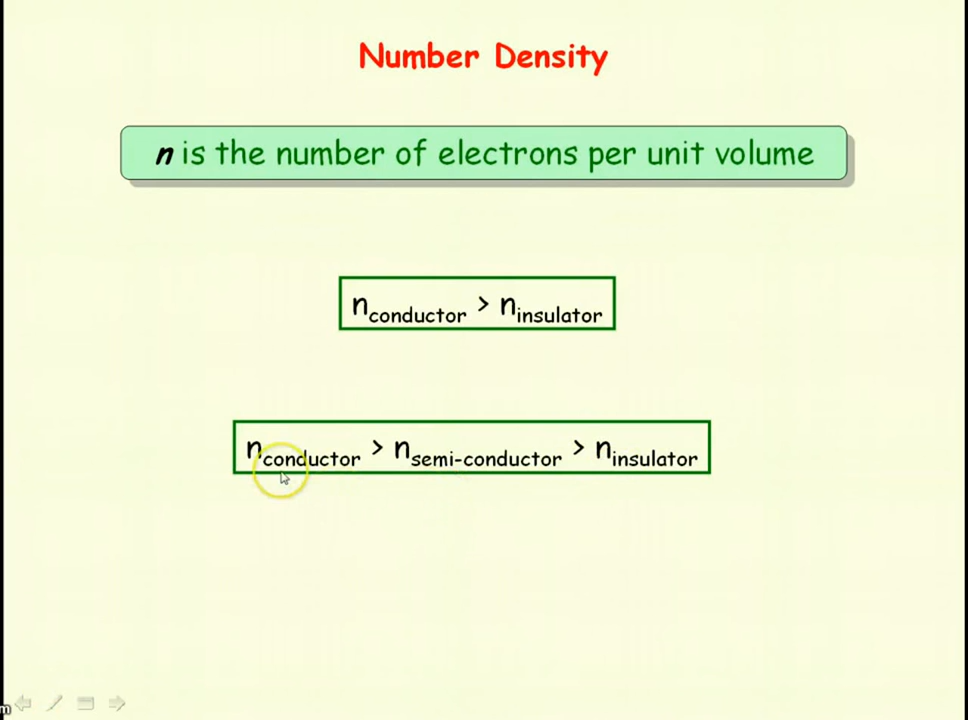 Number Density
n is the number of electrons per unit volume
nconductor > ninsulator
nconductor > nsemi-conductor > ninsulator
m